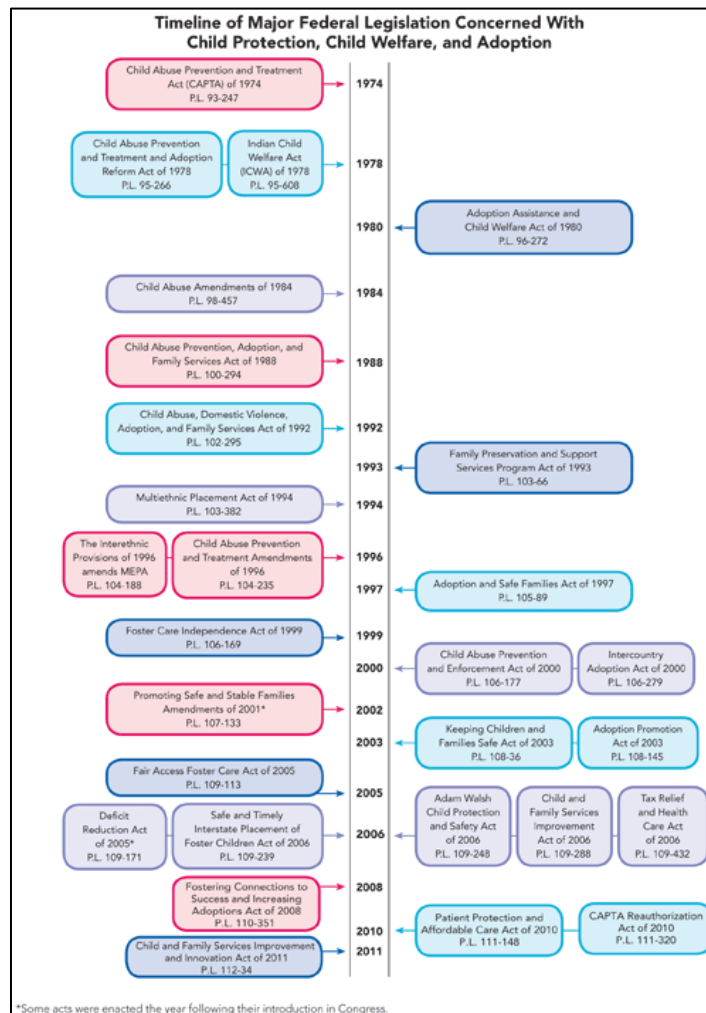 Timeline of Major Federal Legislation Concerned With
Child Protection, Child Welfare, and Adoption
Child Abuse Prevention and Treatment
Act (CAPTA) of 1974
P.L. 93-247
1974
Child Abuse Prevention
and Treatment and Adoption
Reform Act of 1978
P.L. 95-266
Indian Child
Welfare Act
(ICWA) of 1978
P.L. 95-608
1978
1980
Adoption Assistance and
Child Welfare Act of 1980
P.L. 96-272
Child Abuse Amendments of 1984
P.L. 98-457
1984
Child Abuse Prevention, Adoption, and
Family Services Act of 1988
P.L. 100-294
1988
Child Abuse, Domestic Violence,
Adoption, and Family Services Act of 1992
P.L. 102-295
1992
1993
Family Preservation and Support
Services Program Act of 1993
P.L. 103-66
Multiethnic Placement Act of 1994
P.L. 103-382
1994
The Interethnic
Provisions of 1996
amends MEPA
P.L. 104-188
Child Abuse Prevention
and Treatment Amendments
of 1996
P.L. 104-235
1996
1997
Adoption and Safe Families Act of 1997
P.L. 105-89
Foster Care Independence Act of 1999
P.L. 106-169
1999
2000
Child Abuse Prevention
and Enforcement Act of 2000
P.L. 106-177
Intercountry
Adoption Act of 2000
P.L. 106-279
Promoting Safe and Stable Families
Amendments of 2001*
P.L. 107-133
2002
2003
Keeping Children and
Families Safe Act of 2003
P.L. 108-36
Adoption Promotion
Act of 2003
P.L. 108-145
Fair Access Foster Care Act of 2005
P.L. 109-113
2005
Deficit
Reduction Act
of 2005*
P.L. 109-171
Safe and Timely
Interstate Placement of
Foster Children Act of 2006
P.L. 109-239
2006
Adam Walsh
Child Protection
and Safety Act
of 2006
P.L. 109-248
Child and
Family Services
Improvement
Act of 2006
P.L. 109-288
Tax Relief
and Health
Care Act
of 2006
P.L. 109-432
Fostering Connections to
Success and Increasing
Adoptions Act of 2008
P.L. 110-351
2008
2010
Patient Protection and
Affordable Care Act of 2010
P.L. 111-148
CAPTA Reauthorization
Act of 2010
P.L. 111-320
Child and Family Services Improvement
and Innovation Act of 2011
P.L. 112-34
2011
*Some acts were enacted the year following their introduction in Congress.